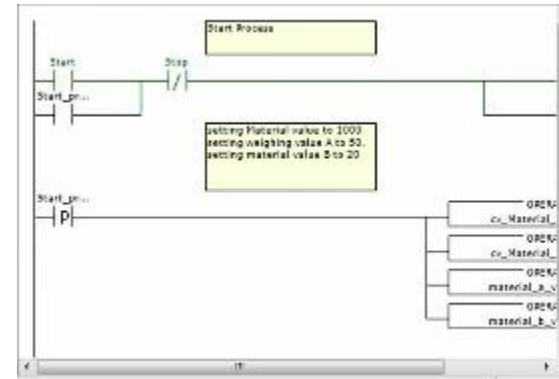 Start Process
Start
Stop
Start_pr...
setting Material value to 1000
setting weighing value A to 50,
setting material value B to 20
Start_pr...
P
OPERA
cv_Material_
OPERA
cv_Material_
OPERA
material_a_v
OPERA
material_b_v